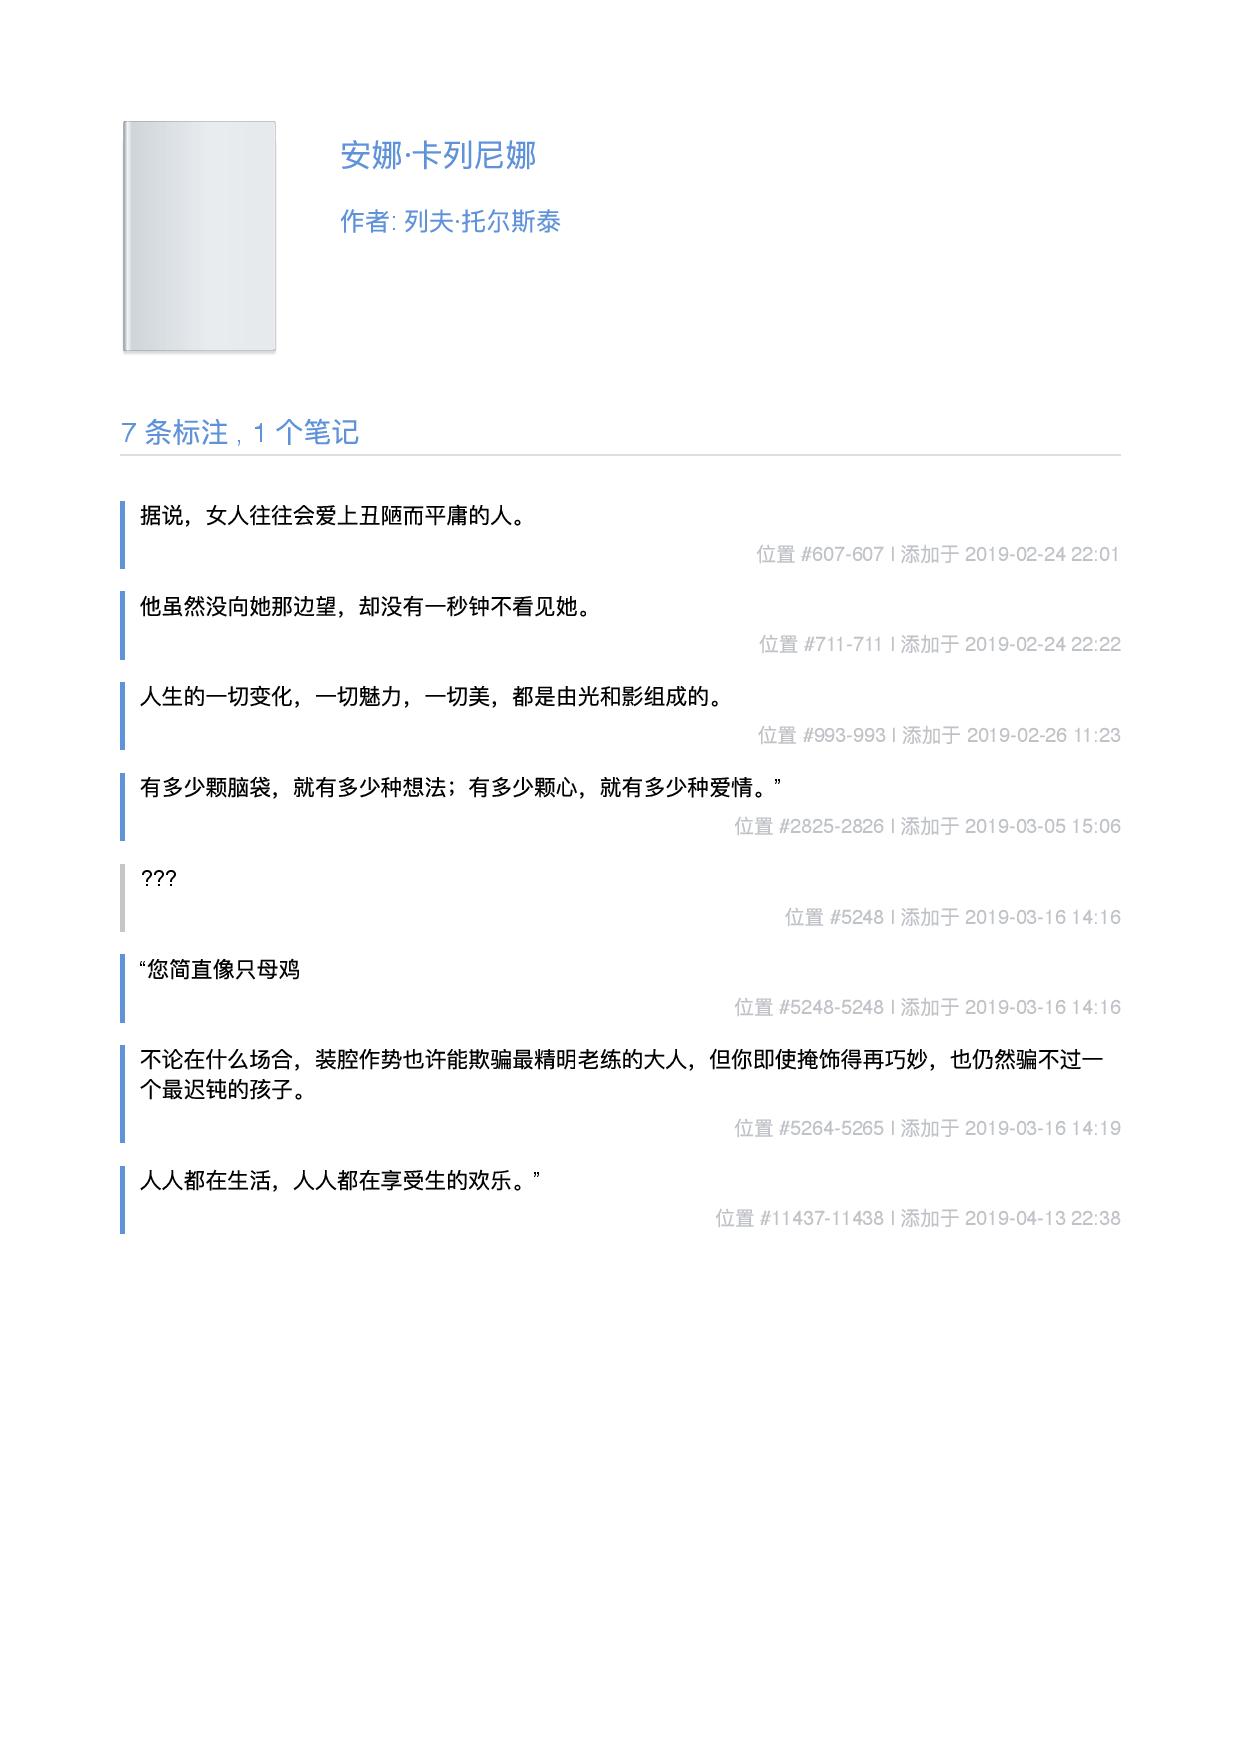 安娜·卡列尼娜
作者: 列夫·托尔斯泰
7 条标注 , 1 个笔记
据说，女人往往会爱上丑陋而平庸的人。
位置 #607-607 | 添加于 2019-02-24 22:01
他虽然没向她那边望，却没有一秒钟不看见她。
位置 #711-711 | 添加于 2019-02-24 22:22
人生的一切变化，一切魅力，一切美，都是由光和影组成的。
位置 #993-993 | 添加于 2019-02-26 11:23
有多少颗脑袋，就有多少种想法；有多少颗心，就有多少种爱情。”
位置 #2825-2826 | 添加于 2019-03-05 15:06
???
位置 #5248 | 添加于 2019-03-16 14:16
“您简直像只母鸡
位置 #5248-5248 | 添加于 2019-03-16 14:16
不论在什么场合，装腔作势也许能欺骗最精明老练的大人，但你即使掩饰得再巧妙，也仍然骗不过一
个最迟钝的孩子。
位置 #5264-5265 | 添加于 2019-03-16 14:19
人人都在生活，人人都在享受生的欢乐。”
位置 #11437-11438 | 添加于 2019-04-13 22:38